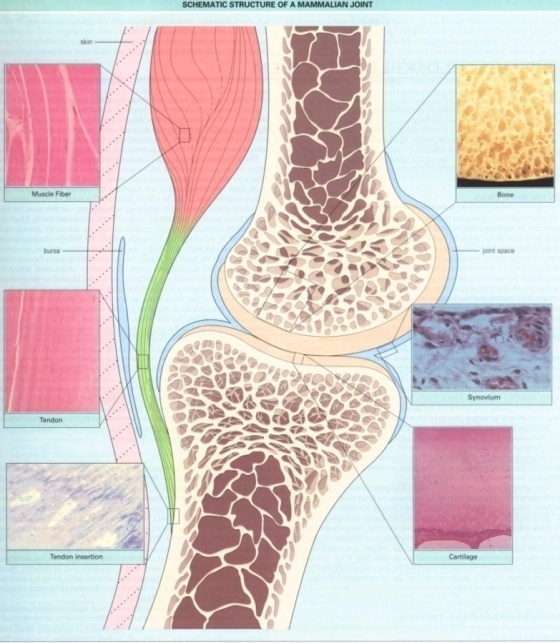 SCHEMATIC STRUCTURE OF A MAMMALIAN JOINT
skin
Muscle Fiber
Bone
bursa
joint space
Tendon
Synovium
Tendon insertion
Cartilage